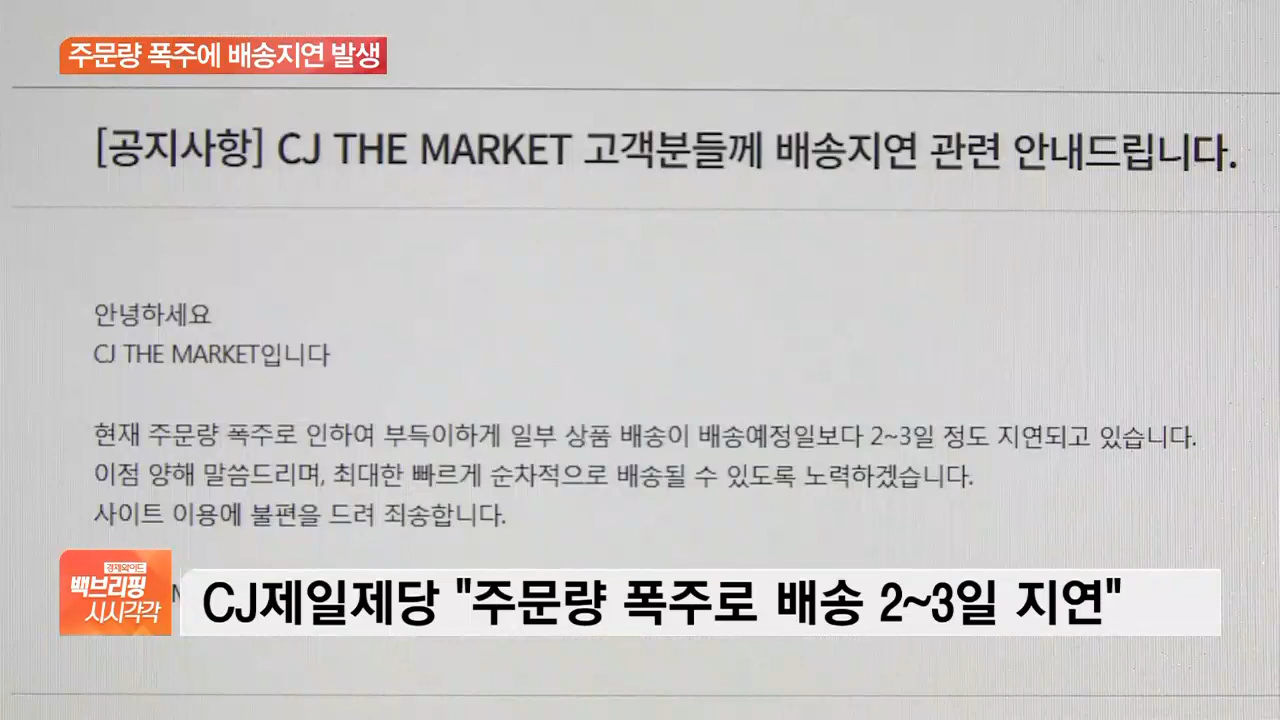 주문량 폭주에 배송지연 발생
[공지사항] CJ THE MARKET 고객분들께 배송지연 관련 안내드립니다.
안녕하세요
CJ THE MARKET입니다
현재 주문량 폭주로 인하여 부득이하게 일부 상품 배송이 배송예정일보다 2~3일 정도 지연되고 있습니다.
이점 양해 말씀드리며, 최대한 빠르게 순차적으로 배송될 수 있도록 노력하겠습니다.
사이트 이용에 불편을 드려 죄송합니다.
경제와이드
백브리핑
시시각각
CJ제일제당 "주문량 폭주로 배송 2~3일 지연"